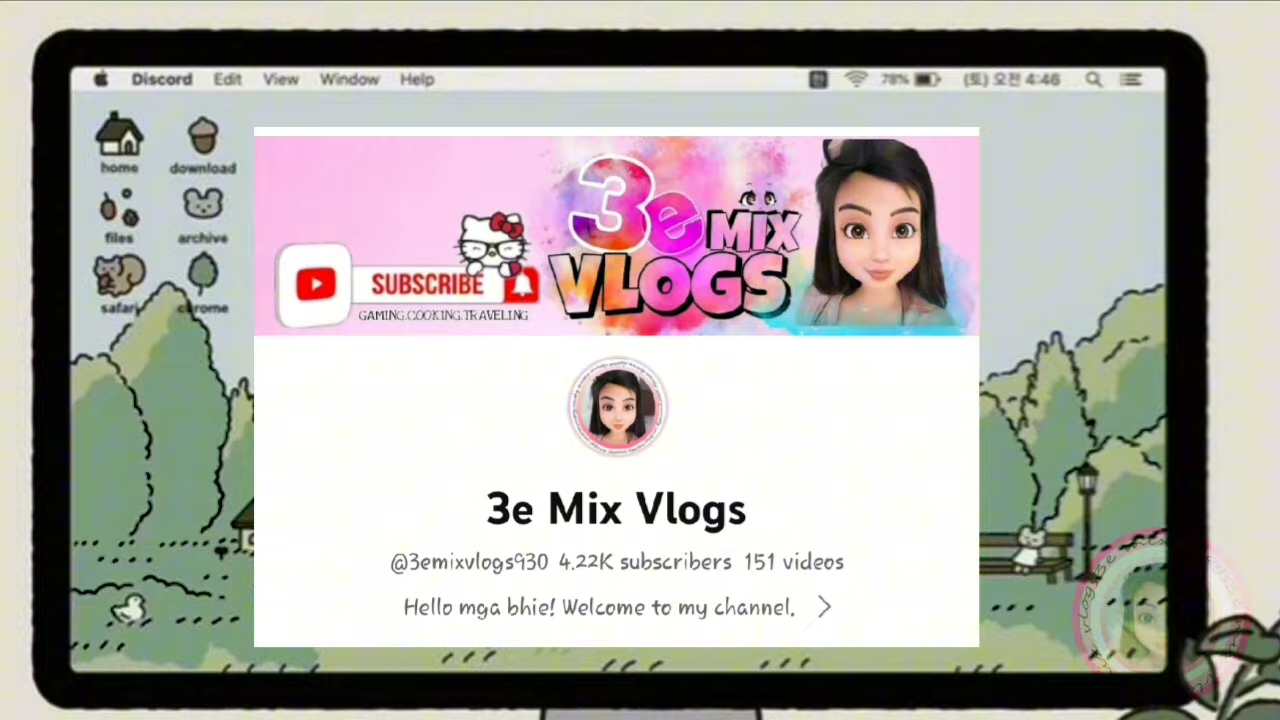 Discord Edit View Window Help 78% (토) 오전 4:46
home download
files archive
safari chrome
3e MIX
VLOGS
SUBSCRIBE
GAMING.COOKING.TRAVELING
3e Mix Vlogs
@3emixvlogs930 4.22K subscribers 151 videos
Hello mga bhie! Welcome to my channel.